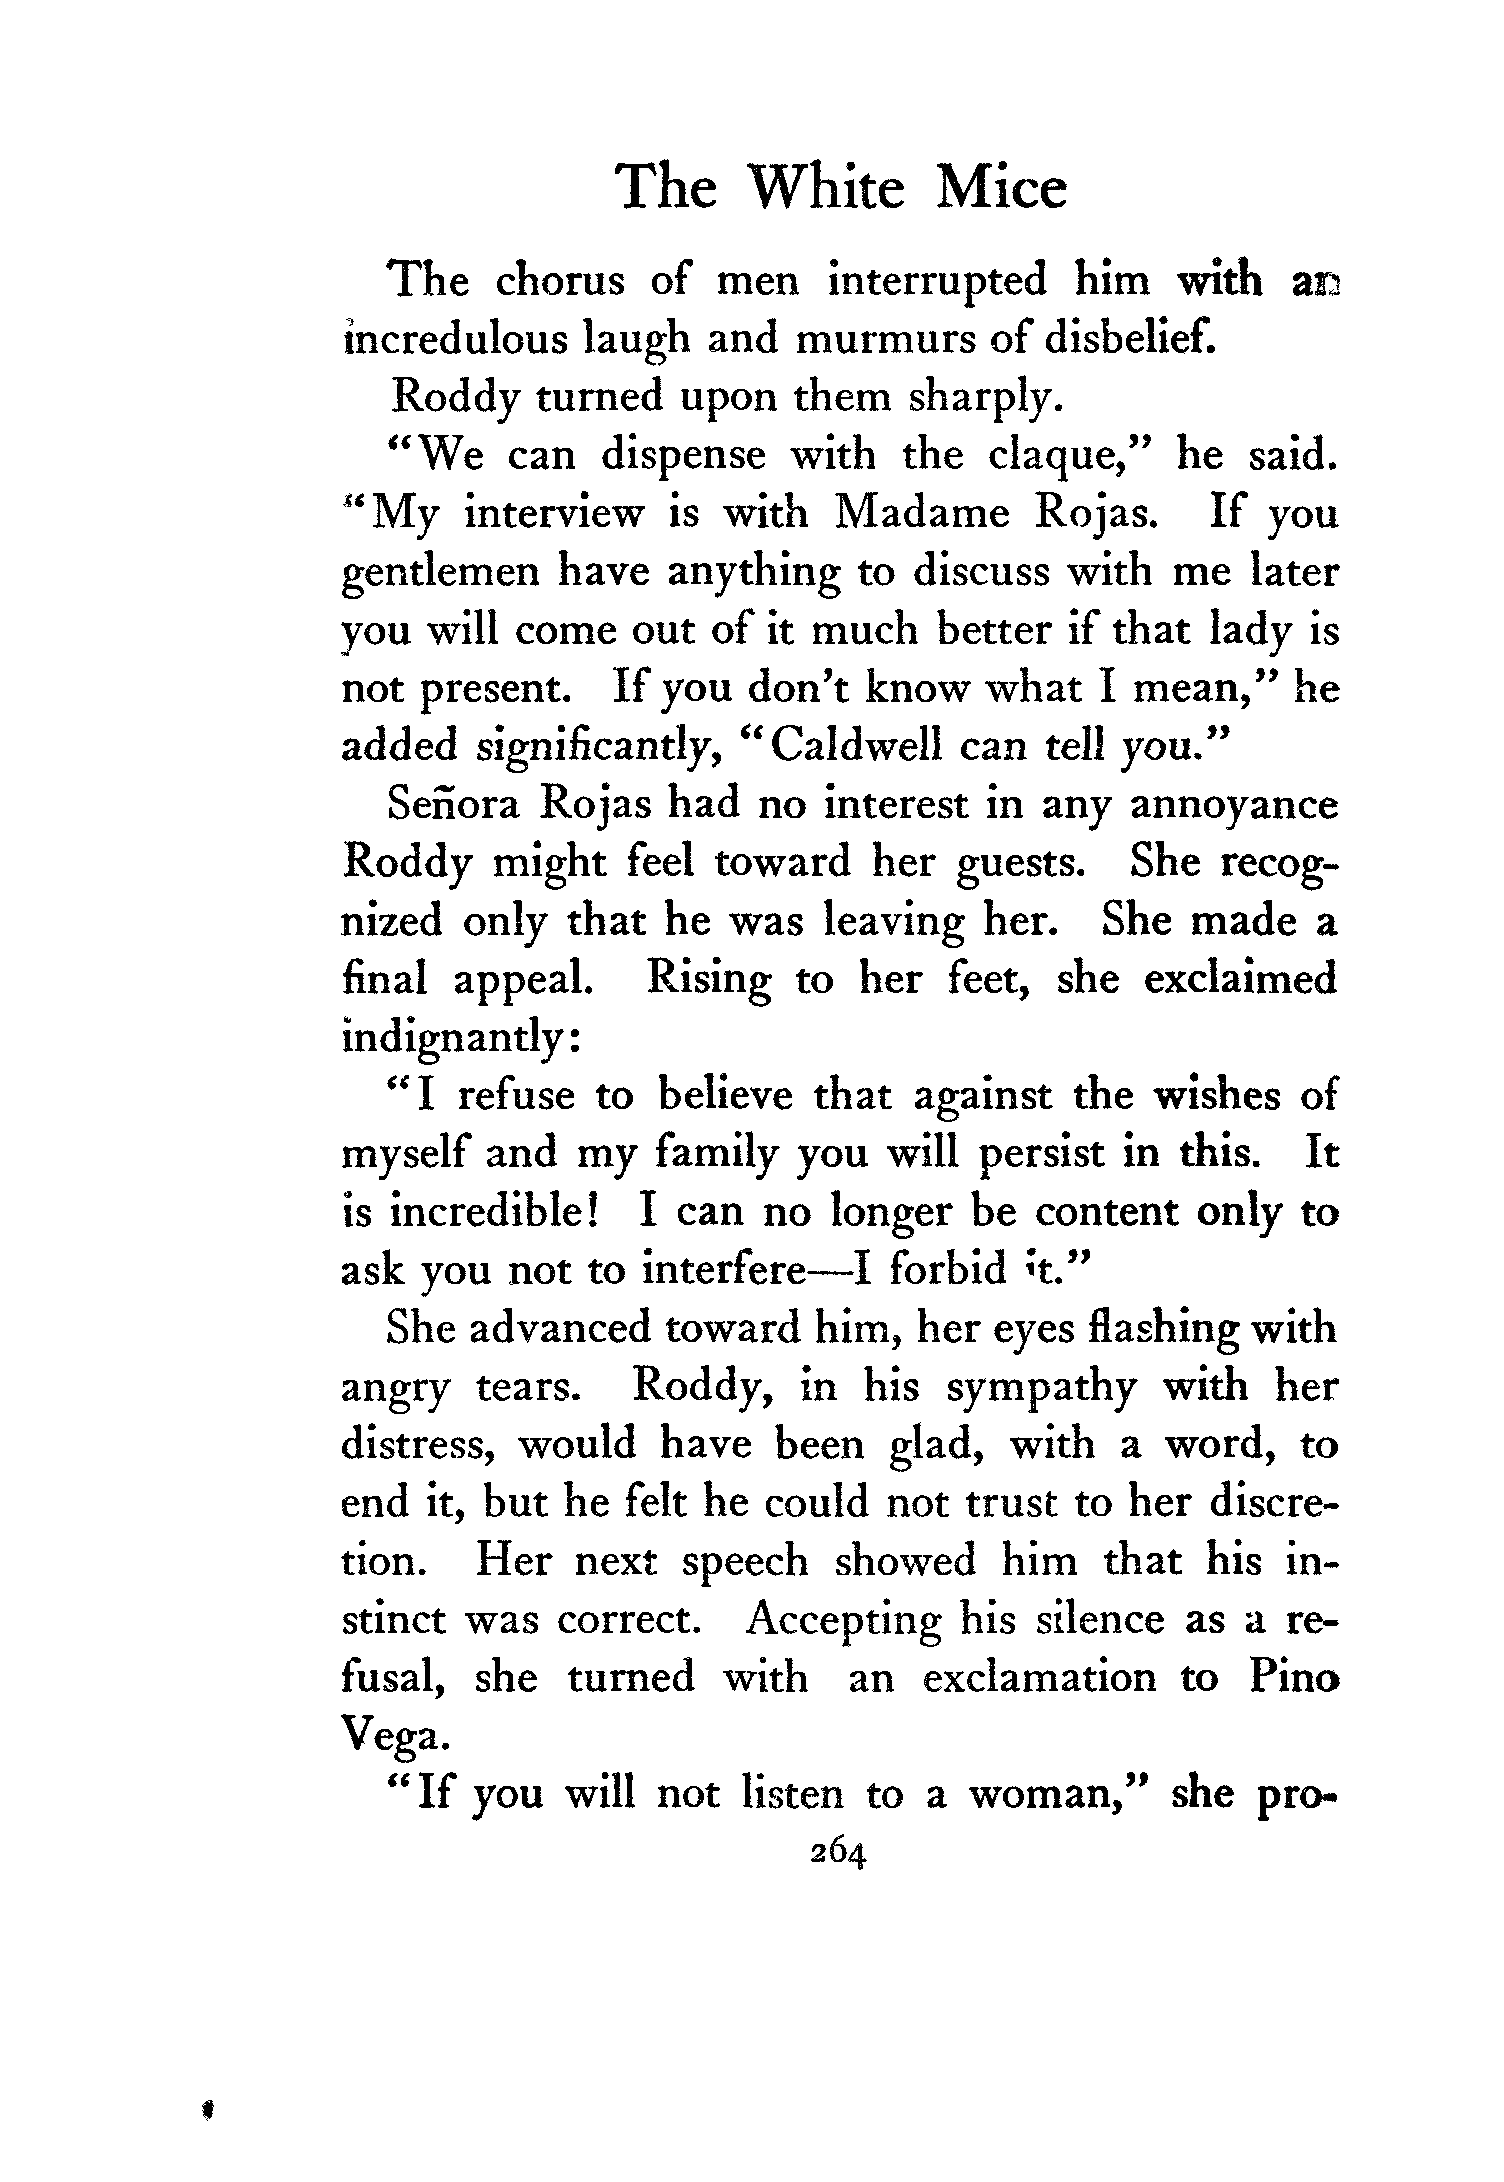 The White Mice
The chorus of men interrupted him with an
incredulous laugh and murmurs of disbelief.
Roddy turned upon them sharply.
"We can dispense with the claque," he said.
"My interview is with Madame Rojas. If you
gentlemen have anything to discuss with me later
you will come out of it much better if that lady is
not present. If you don't know what I mean," he
added significantly, "Caldwell can tell you."
Señora Rojas had no interest in any annoyance
Roddy might feel toward her guests. She recog-
nized only that he was leaving her. She made a
final appeal. Rising to her feet, she exclaimed
indignantly:
"I refuse to believe that against the wishes of
myself and my family you will persist in this. It
is incredible! I can no longer be content only to
ask you not to interfere—I forbid it."
She advanced toward him, her eyes flashing with
angry tears. Roddy, in his sympathy with her
distress, would have been glad, with a word, to
end it, but he felt he could not trust to her discre-
tion. Her next speech showed him that his in-
stinct was correct. Accepting his silence as a re-
fusal, she turned with an exclamation to Pino
Vega.
"If you will not listen to a woman," she pro-
264